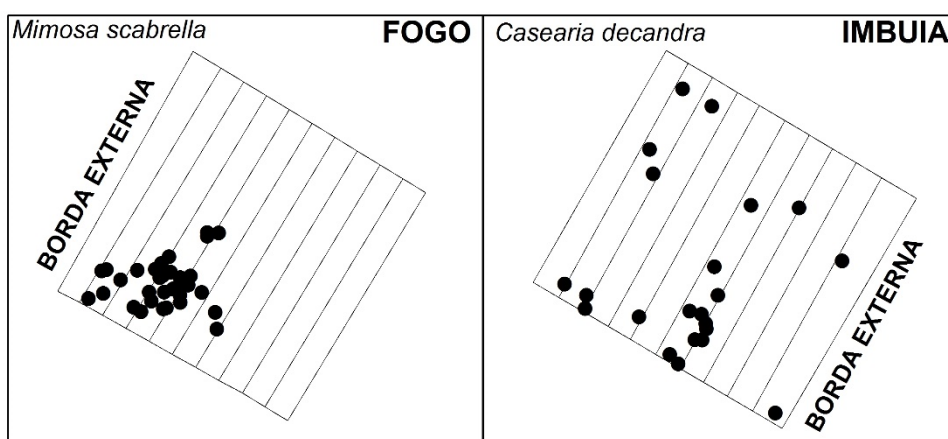 Mimosa scabrella FOGO
BORDA EXTERNA
Casearia decandra IMBUIA
BORDA EXTERNA